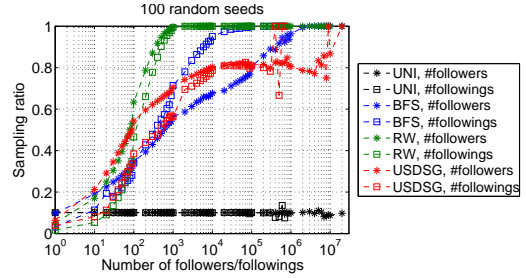 100 random seeds
Sampling ratio
1
0.8
0.6
0.4
0.2
0
10^0 10^1 10^2 10^3 10^4 10^5 10^6 10^7
Number of followers/followings
UNI, #followers
UNI, #followings
BFS, #followers
BFS, #followings
RW, #followers
RW, #followings
USDSG, #followers
USDSG, #followings